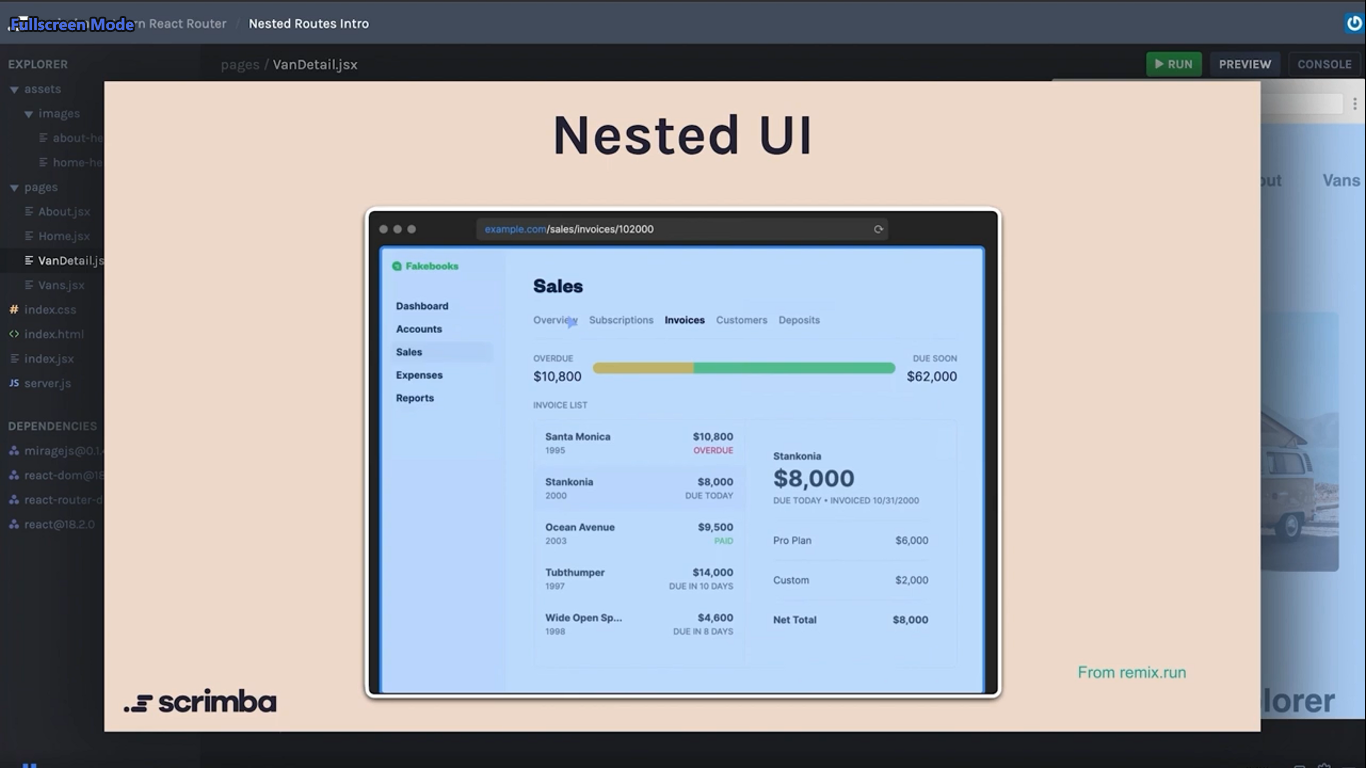 Fullscreen Mode
rn React Router / Nested Routes Intro
EXPLORER
pages / VanDetail.jsx
RUN
PREVIEW
CONSOLE
assets
images
about-he
home-he
pages
About.jsx
Home.jsx
VanDetail.js
Vans.jsx
# index.css
<> index.html
index.jsx
JS server.js
DEPENDENCIES
miragejs@0.1.
react-dom@18
react-router-d
react@18.2.0
Nested UI
example.com/sales/invoices/102000
Fakebooks
Dashboard
Accounts
Sales
Expenses
Reports
Sales
Overview Subscriptions Invoices Customers Deposits
OVERDUE
$10,800
DUE SOON
$62,000
INVOICE LIST
Santa Monica $10,800
1995 OVERDUE
Stankonia $8,000
2000 DUE TODAY
Ocean Avenue $9,500
2003 PAID
Tubthumper $14,000
1997 DUE IN 10 DAYS
Wide Open Sp... $4,600
1998 DUE IN 8 DAYS
Stankonia
$8,000
DUE TODAY • INVOICED 10/31/2000
Pro Plan $6,000
Custom $2,000
Net Total $8,000
From remix.run
scrimba
out Vans
plorer